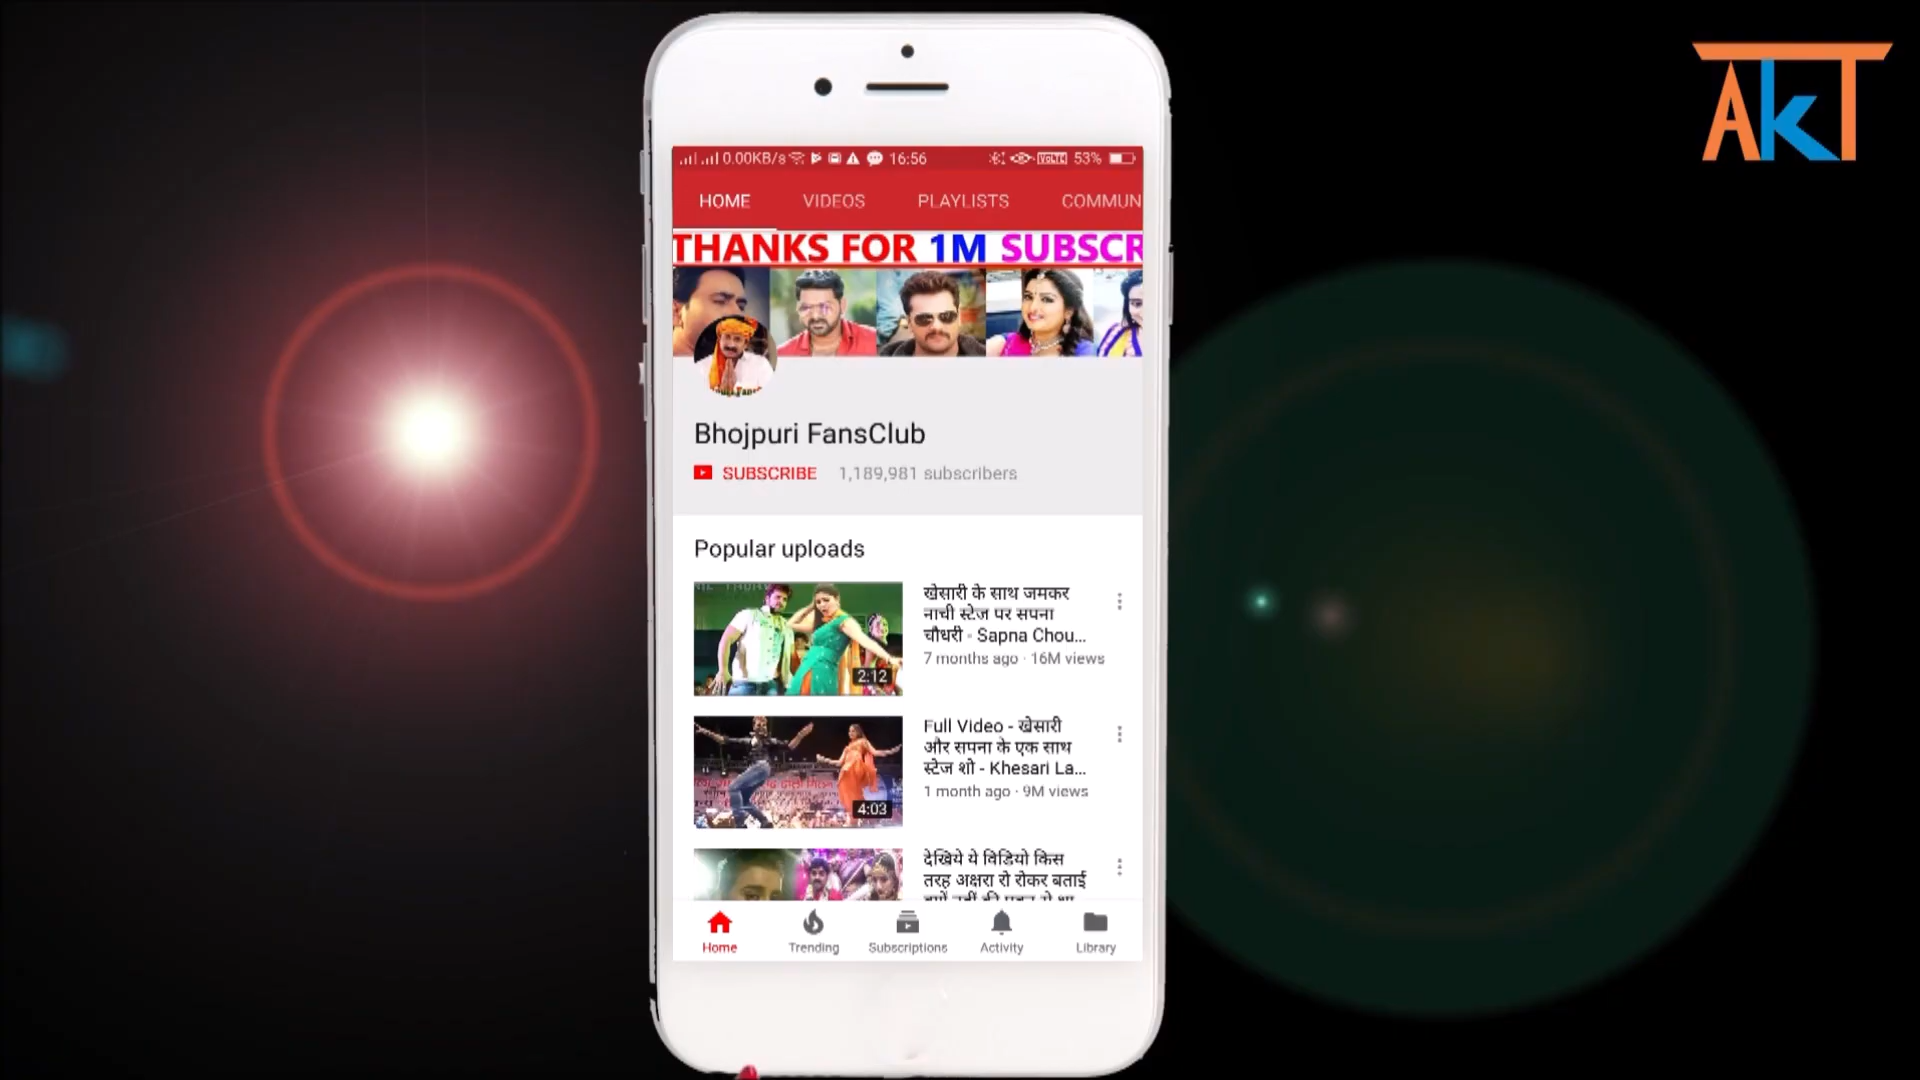 AKT
0.00KB/s 16:56 VoLTE 53%
HOME VIDEOS PLAYLISTS COMMUN
THANKS FOR 1M SUBSCR
Bhojpuri FansClub
SUBSCRIBE 1,189,981 subscribers
Popular uploads
खेसारी के साथ जमकर
नाची स्टेज पर सपना
चौधरी - Sapna Chou...
7 months ago · 16M views
2:12
Full Video - खेसारी
और सपना के एक साथ
स्टेज शो - Khesari La...
1 month ago · 9M views
4:03
देखिये ये विडियो किस
तरह अक्षरा रो रोकर बताई
Home Trending Subscriptions Activity Library